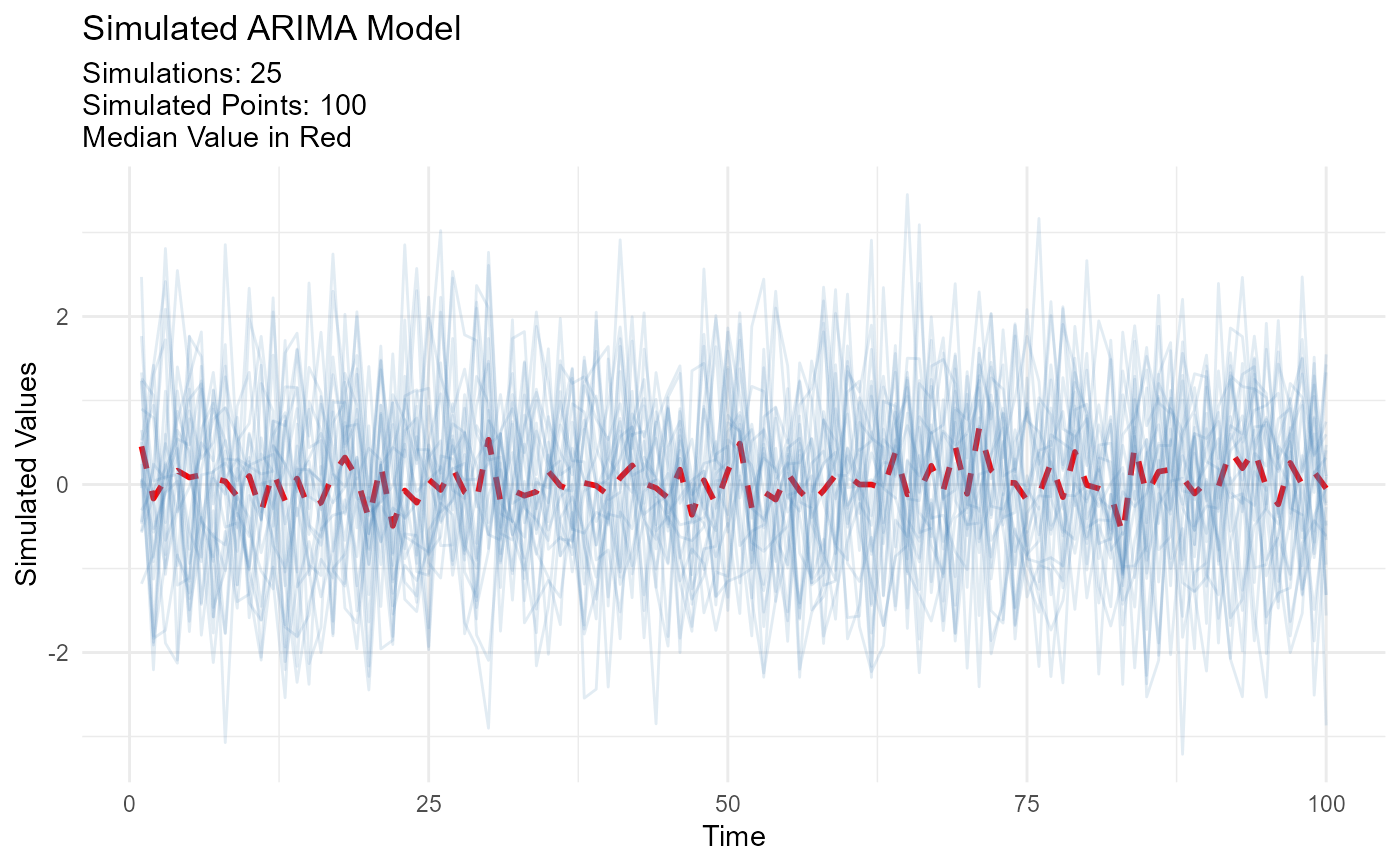 Simulated ARIMA Model
Simulations: 25
Simulated Points: 100
Median Value in Red
Simulated Values
2
0
-2
0
25
50
75
100
Time